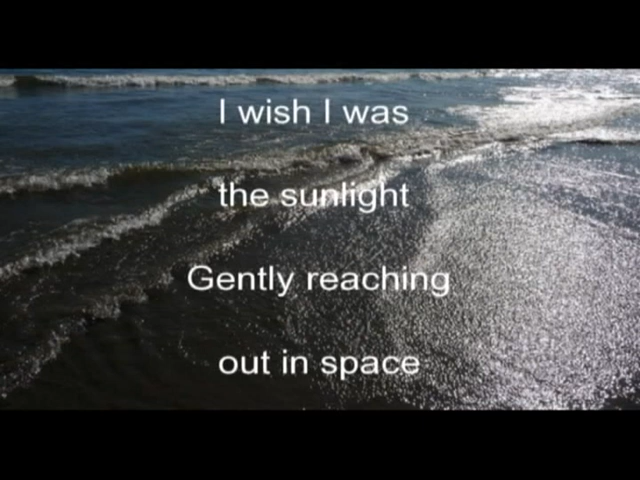 I wish I was
the sunlight
Gently reaching
out in space